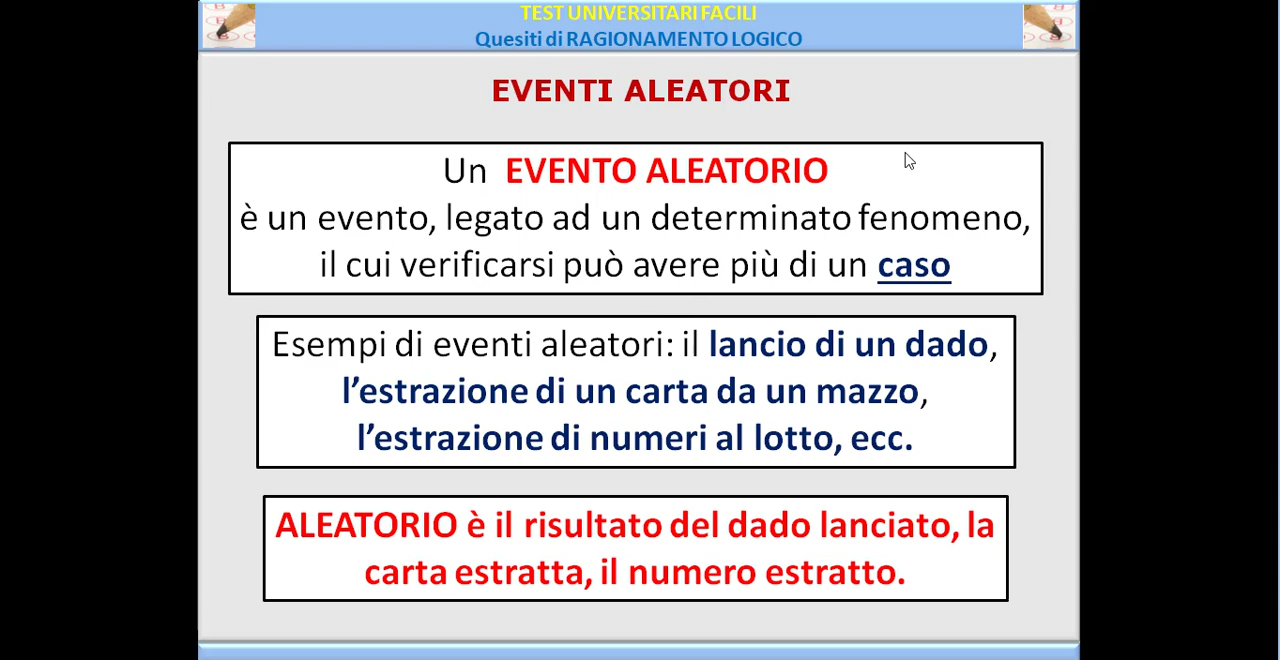 TEST UNIVERSITARI FACILI
Quesiti di RAGIONAMENTO LOGICO
EVENTI ALEATORI
Un EVENTO ALEATORIO
è un evento, legato ad un determinato fenomeno,
il cui verificarsi può avere più di un caso
Esempi di eventi aleatori: il lancio di un dado,
l’estrazione di un carta da un mazzo,
l’estrazione di numeri al lotto, ecc.
ALEATORIO è il risultato del dado lanciato, la
carta estratta, il numero estratto.